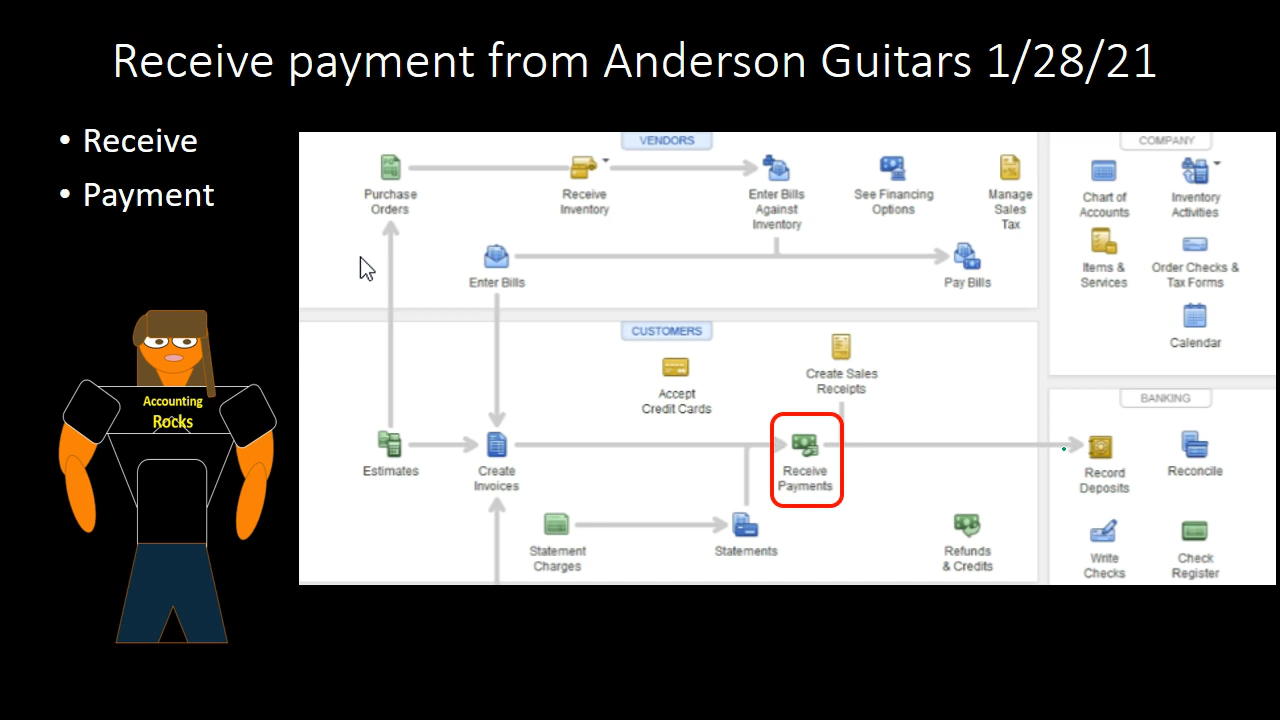 Receive payment from Anderson Guitars 1/28/21
• Receive
• Payment
Accounting
Rocks
VENDORS
Purchase
Orders
Receive
Inventory
Enter Bills
Against
Inventory
See Financing
Options
Manage
Sales
Tax
Enter Bills
Pay Bills
CUSTOMERS
Accept
Credit Cards
Create Sales
Receipts
Estimates
Create
Invoices
Receive
Payments
Statement
Charges
Statements
Refunds
& Credits
COMPANY
Chart of
Accounts
Inventory
Activities
Items &
Services
Order Checks &
Tax Forms
Calendar
BANKING
Record
Deposits
Reconcile
Write
Checks
Check
Register